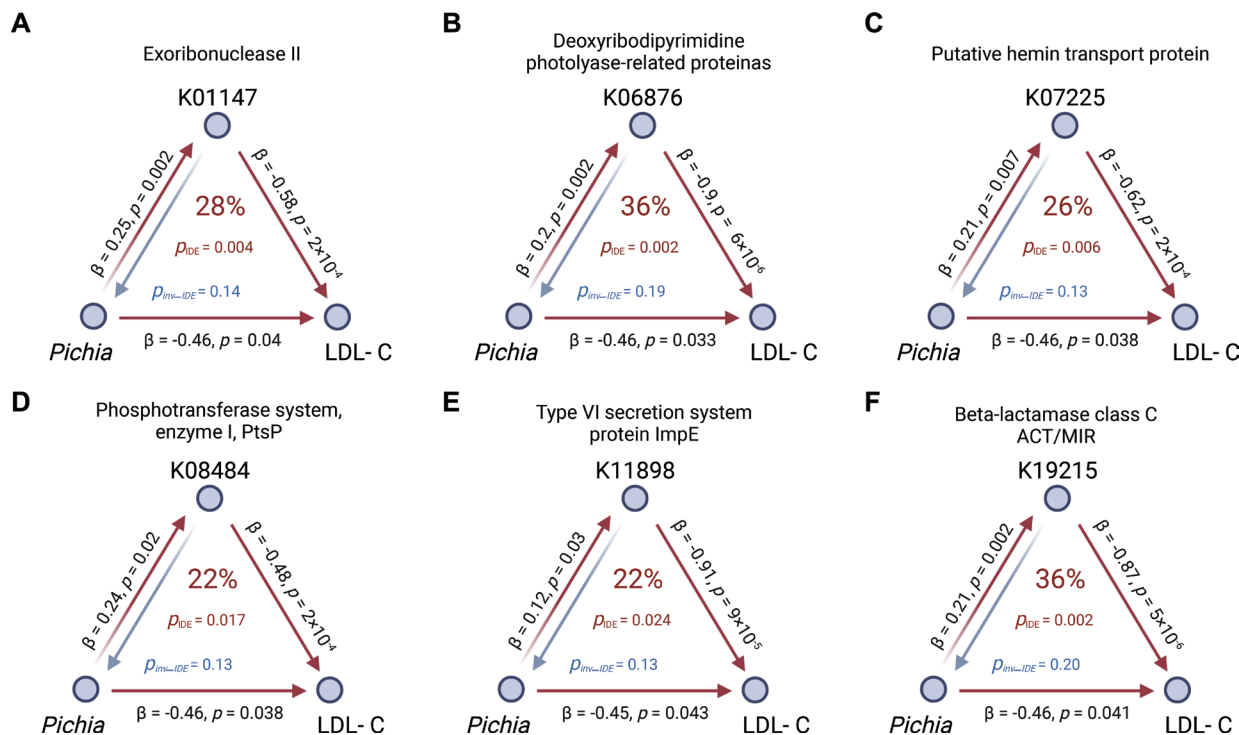 A
Exoribonuclease II
K01147
β = 0.25, p = 0.002
β = -0.58, p = 2×10-4
28%
pIDE = 0.004
pinv–IDE = 0.14
Pichia
LDL- C
β = -0.46, p = 0.04
B
Deoxyribodipyrimidine
photolyase-related proteinas
K06876
β = 0.2, p = 0.002
β = -0.9, p = 6×10-6
36%
pIDE = 0.002
pinv–IDE = 0.19
Pichia
LDL- C
β = -0.46, p = 0.033
C
Putative hemin transport protein
K07225
β = 0.21, p = 0.007
β = -0.62, p = 2×10-4
26%
pIDE = 0.006
pinv–IDE = 0.13
Pichia
LDL- C
β = -0.46, p = 0.038
D
Phosphotransferase system,
enzyme I, PtsP
K08484
β = 0.24, p = 0.02
β = -0.48, p = 2×10-4
22%
pIDE = 0.017
pinv–IDE = 0.13
Pichia
LDL- C
β = -0.46, p = 0.038
E
Type VI secretion system
protein ImpE
K11898
β = 0.12, p = 0.03
β = -0.91, p = 9×10-5
22%
pIDE = 0.024
pinv–IDE = 0.13
Pichia
LDL- C
β = -0.45, p = 0.043
F
Beta-lactamase class C
ACT/MIR
K19215
β = 0.21, p = 0.002
β = -0.87, p = 5×10-6
36%
pIDE = 0.002
pinv–IDE = 0.20
Pichia
LDL- C
β = -0.46, p = 0.041